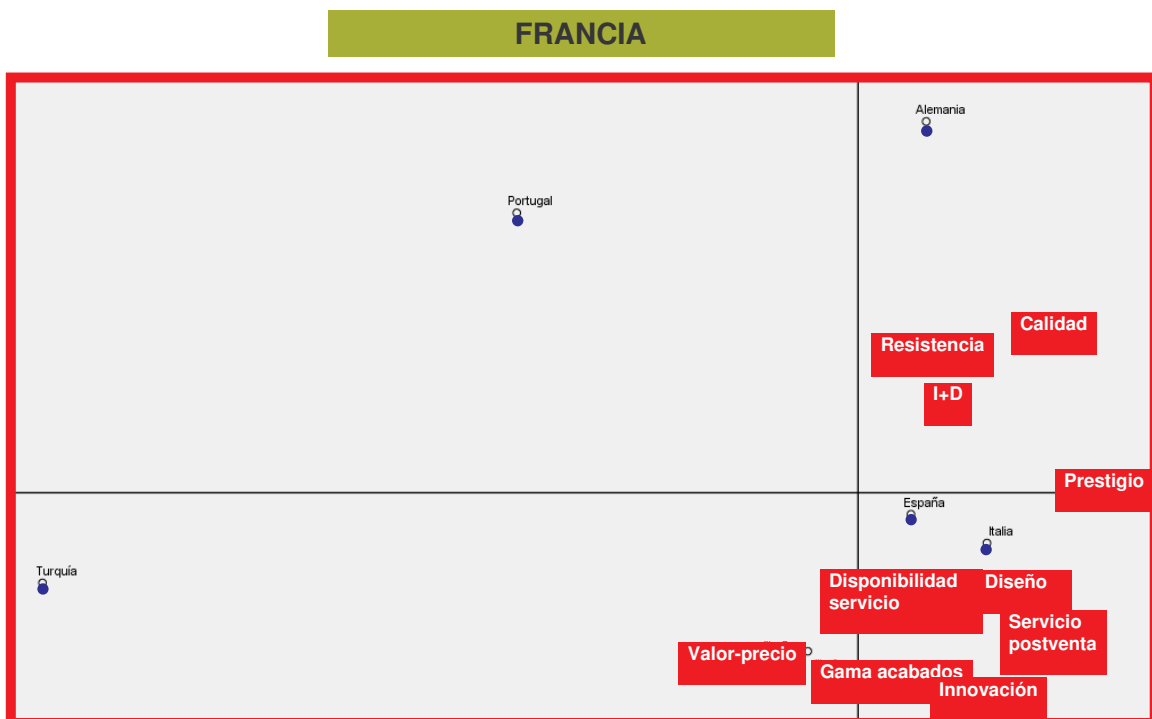 FRANCIA
Alemania
Portugal
Calidad
Resistencia
I+D
Prestigio
España
Italia
Turquía
Disponibilidad
servicio
Diseño
Servicio
postventa
Valor-precio
Gama acabados
Innovación